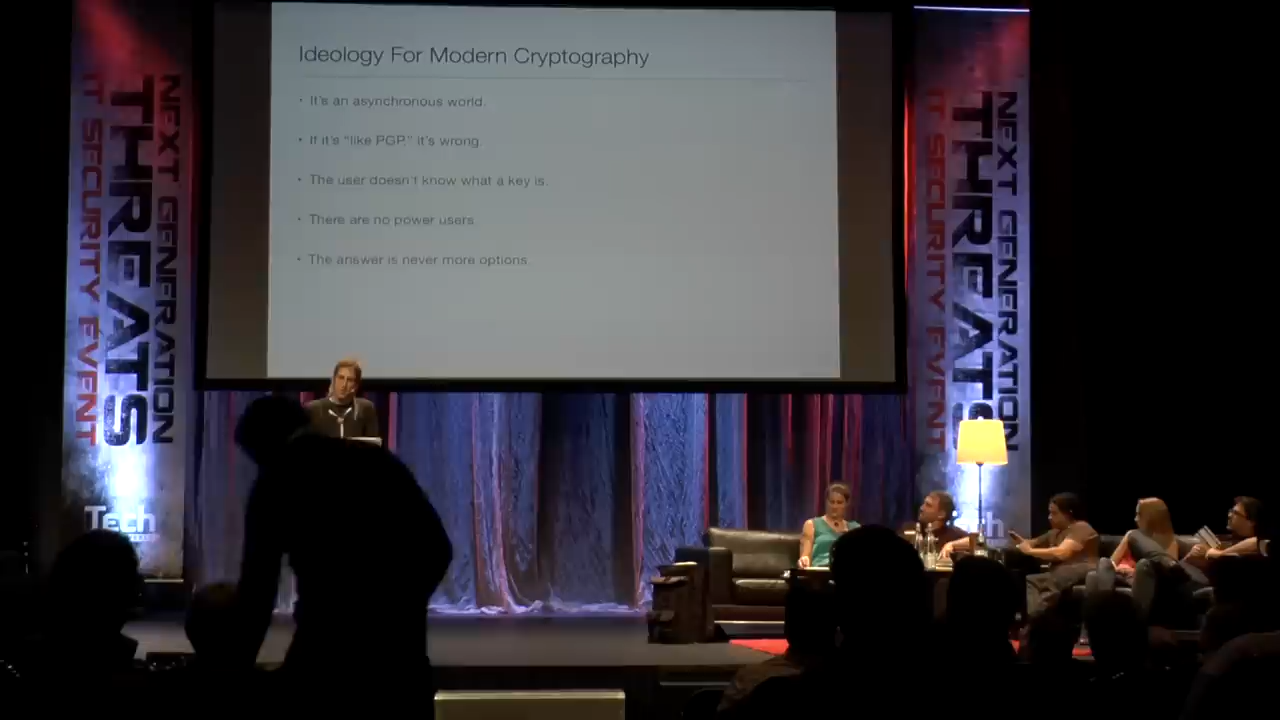 Ideology For Modern Cryptography
• It's an asynchronous world.
• If it's "like PGP," it's wrong.
• The user doesn't know what a key is.
• There are no power users.
• The answer is never more options.
NEXT GENERATION
THREATS
IT SECURITY EVENT
Tech
NEXT GENERATION
THREATS
IT SECURITY EVENT